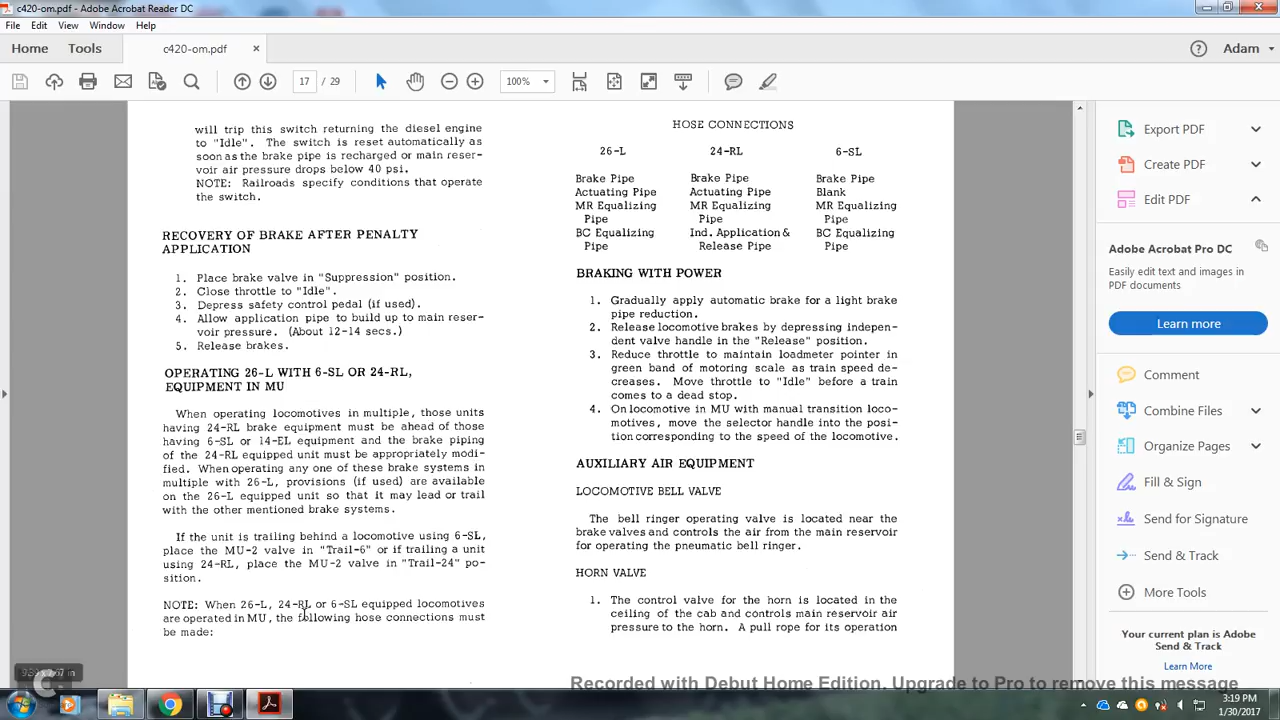 c420-om.pdf - Adobe Acrobat Reader DC
File Edit View Window Help
Home Tools c420-om.pdf × ? Adam
17 / 29 100%
will trip this switch returning the diesel engine
to "Idle". The switch is reset automatically as
soon as the brake pipe is recharged or main reser-
voir air pressure drops below 40 psi.
NOTE: Railroads specify conditions that operate
the switch.
RECOVERY OF BRAKE AFTER PENALTY
APPLICATION
1. Place brake valve in "Suppression" position.
2. Close throttle to "Idle".
3. Depress safety control pedal (if used).
4. Allow application pipe to build up to main reser-
voir pressure. (About 12-14 secs.)
5. Release brakes.
OPERATING 26-L WITH 6-SL OR 24-RL,
EQUIPMENT IN MU
When operating locomotives in multiple, those units
having 24-RL brake equipment must be ahead of those
having 6-SL or 14-EL equipment and the brake piping
of the 24-RL equipped unit must be appropriately modi-
fied. When operating any one of these brake systems in
multiple with 26-L, provisions (if used) are available
on the 26-L equipped unit so that it may lead or trail
with the other mentioned brake systems.
If the unit is trailing behind a locomotive using 6-SL,
place the MU-2 valve in "Trail-6" or if trailing a unit
using 24-RL, place the MU-2 valve in "Trail-24" po-
sition.
NOTE: When 26-L, 24-RL or 6-SL equipped locomotives
are operated in MU, the following hose connections must
be made:
HOSE CONNECTIONS
26-L 24-RL 6-SL
Brake Pipe Brake Pipe Brake Pipe
Actuating Pipe Actuating Pipe Blank
MR Equalizing MR Equalizing MR Equalizing
Pipe Pipe Pipe
BC Equalizing Ind. Application & BC Equalizing
Pipe Release Pipe Pipe
BRAKING WITH POWER
1. Gradually apply automatic brake for a light brake
pipe reduction.
2. Release locomotive brakes by depressing indepen-
dent valve handle in the "Release" position.
3. Reduce throttle to maintain loadmeter pointer in
green band of motoring scale as train speed de-
creases. Move throttle to "Idle" before a train
comes to a dead stop.
4. On locomotive in MU with manual transition loco-
motives, move the selector handle into the posi-
tion corresponding to the speed of the locomotive.
AUXILIARY AIR EQUIPMENT
LOCOMOTIVE BELL VALVE
The bell ringer operating valve is located near the
brake valves and controls the air from the main reservoir
for operating the pneumatic bell ringer.
HORN VALVE
1. The control valve for the horn is located in the
ceiling of the cab and controls main reservoir air
pressure to the horn. A pull rope for its operation
Export PDF
Create PDF
Edit PDF
Adobe Acrobat Pro DC
Easily edit text and images in
PDF documents
Learn more
Comment
Combine Files
Organize Pages
Fill & Sign
Send for Signature
Send & Track
More Tools
Your current plan is Adobe
Send & Track
Learn More
Recorded with Debut Home Edition. Upgrade to Pro to remove this message
3:19 PM
1/30/2017